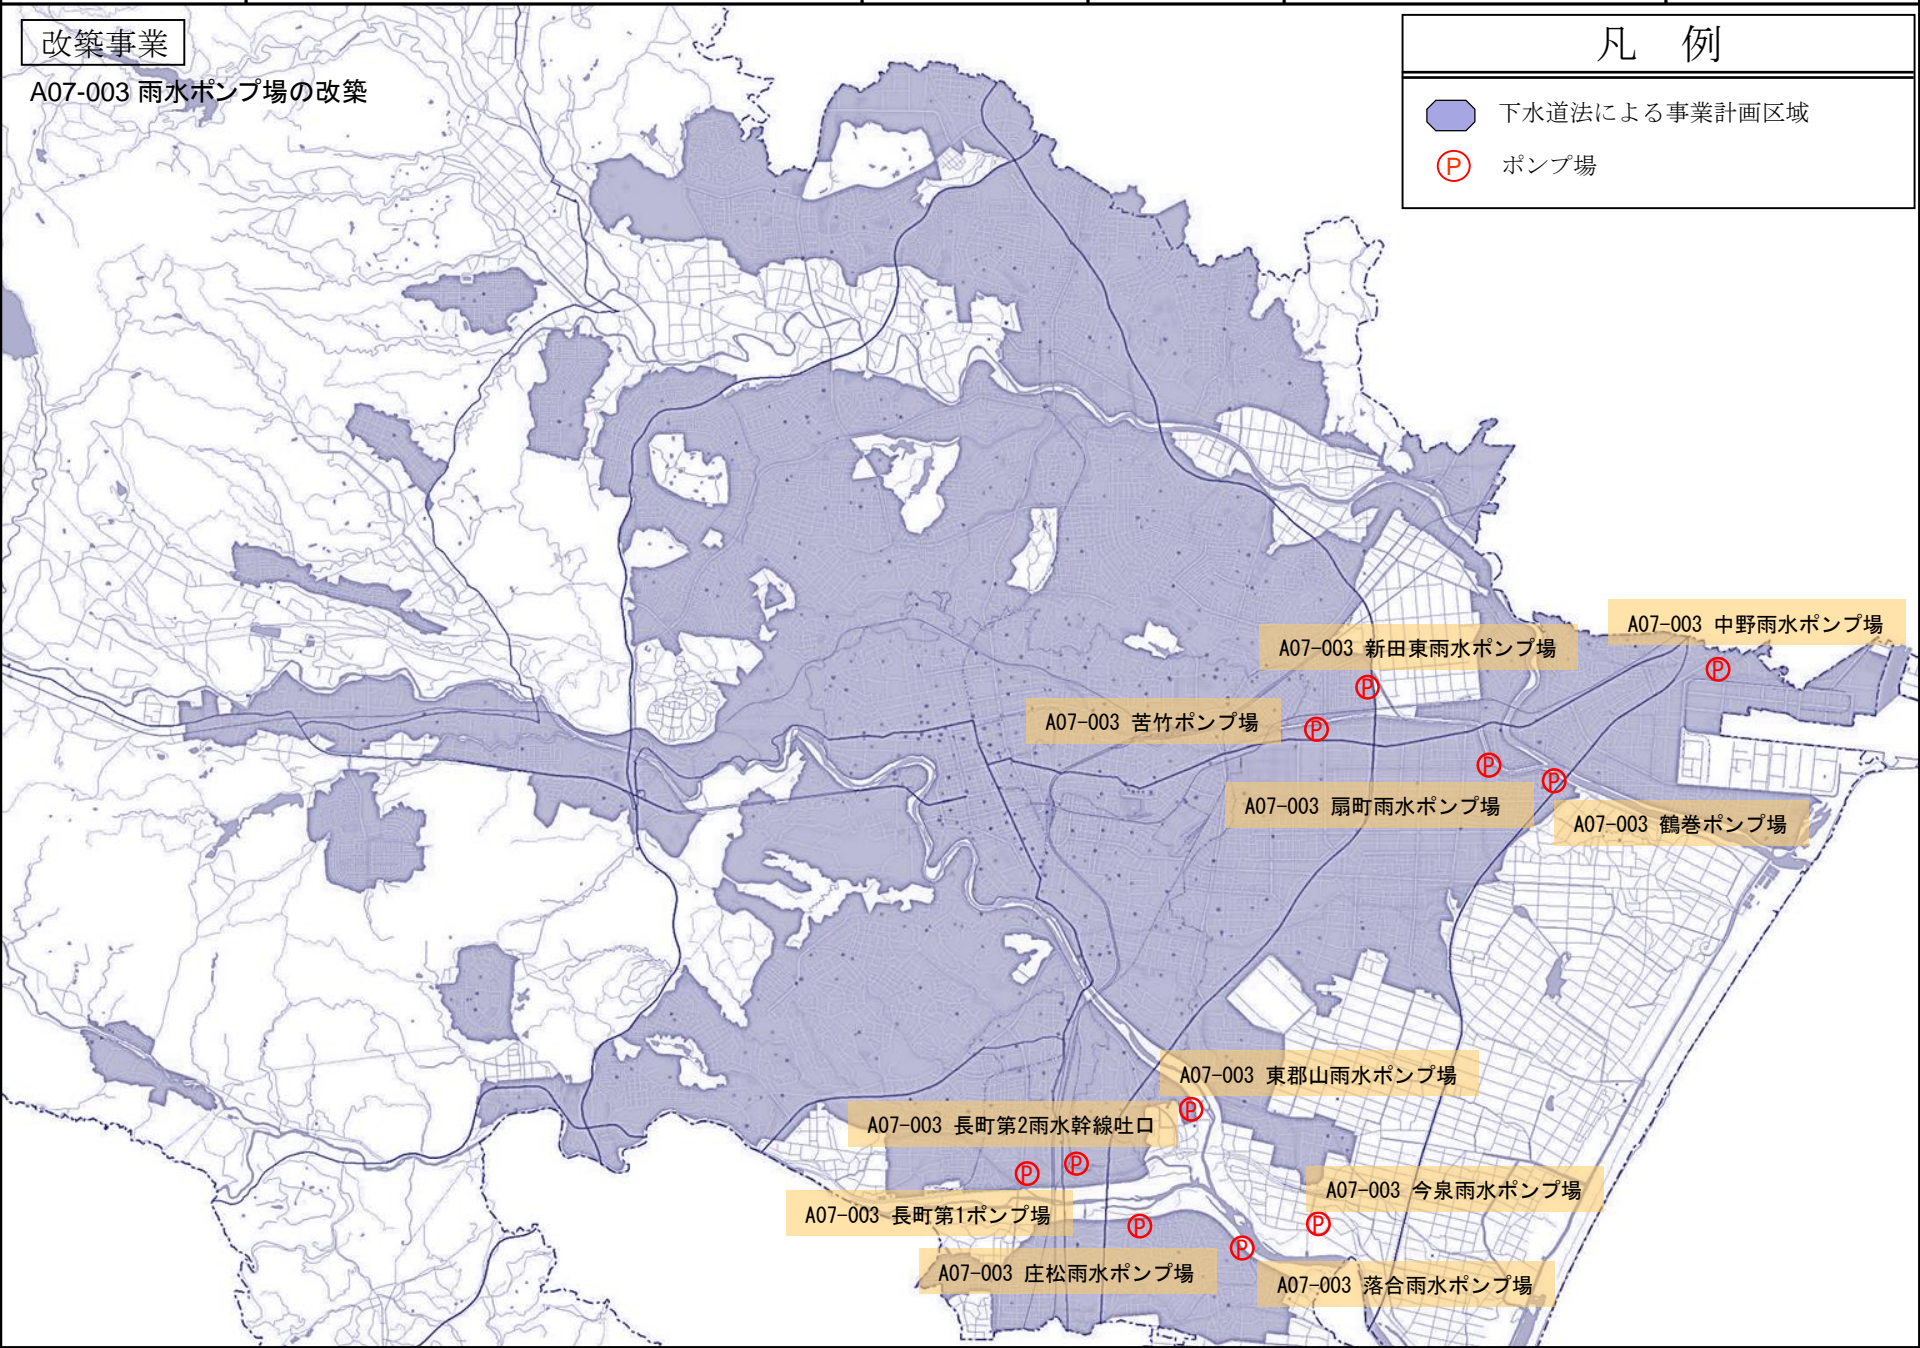 改築事業
A07-003 雨水ポンプ場の改築
凡　例
下水道法による事業計画区域
Ⓟ ポンプ場
A07-003 中野雨水ポンプ場
A07-003 新田東雨水ポンプ場
Ⓟ
Ⓟ
A07-003 苦竹ポンプ場
Ⓟ
Ⓟ
Ⓟ
A07-003 扇町雨水ポンプ場
A07-003 鶴巻ポンプ場
A07-003 東郡山雨水ポンプ場
Ⓟ
A07-003 長町第2雨水幹線吐口
Ⓟ
Ⓟ
A07-003 今泉雨水ポンプ場
A07-003 長町第1ポンプ場
Ⓟ
Ⓟ
Ⓟ
A07-003 庄松雨水ポンプ場
A07-003 落合雨水ポンプ場